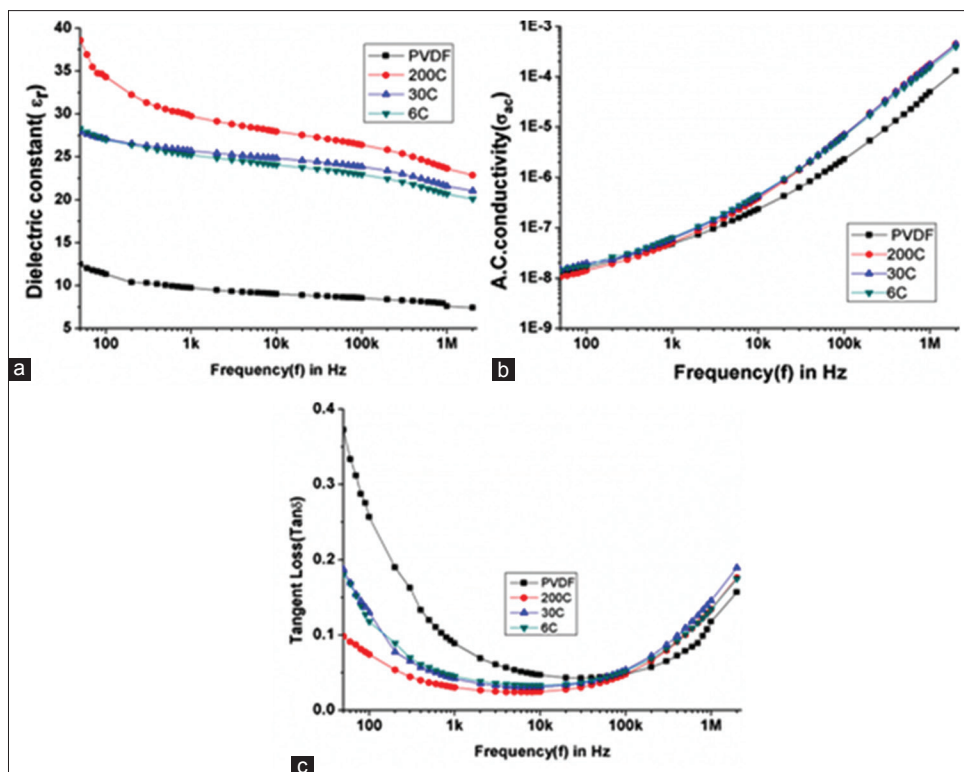 40
35
30
25
20
15
10
5
Dielectric constant( εr)
PVDF
200C
30C
6C
100 1k 10k 100k 1M
Frequency(f) in Hz
a
1E-3
1E-4
1E-5
1E-6
1E-7
1E-8
1E-9
A.C.conductivity(σac)
PVDF
200C
30C
6C
100 1k 10k 100k 1M
Frequency(f) in Hz
b
0.4
0.3
0.2
0.1
0.0
Tangent Loss(Tanδ)
PVDF
200C
30C
6C
100 1k 10k 100k 1M
Frequency(f) in Hz
c